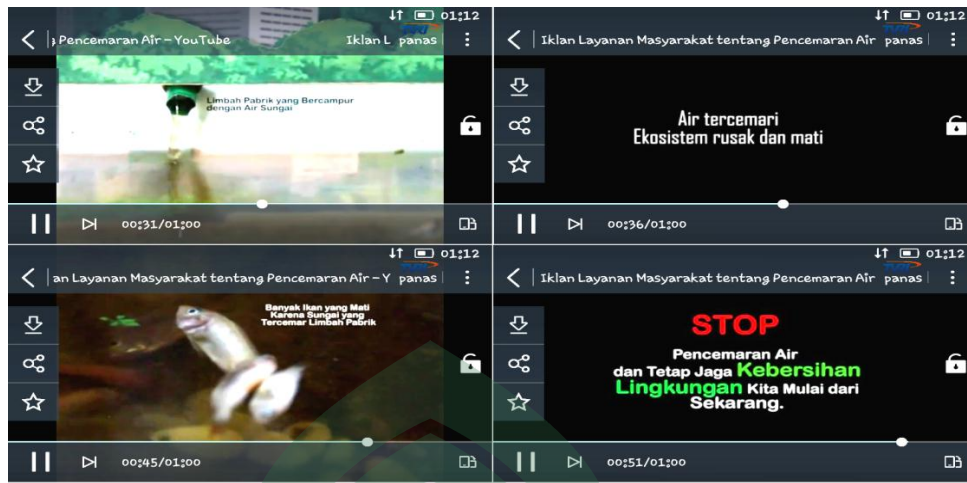 01:12
Pencemaran Air – YouTube Iklan L panas
Limbah Pabrik yang Bercampur
dengan Air Sungai
00:31/01:00
01:12
Iklan Layanan Masyarakat tentang Pencemaran Air panas
Air tercemari
Ekosistem rusak dan mati
00:36/01:00
01:12
an Layanan Masyarakat tentang Pencemaran Air – Y panas
Banyak Ikan yang Mati
Karena Sungai yang
Tercemar Limbah Pabrik
00:45/01:00
01:12
Iklan Layanan Masyarakat tentang Pencemaran Air panas
STOP
Pencemaran Air
dan Tetap Jaga Kebersihan
Lingkungan Kita Mulai dari
Sekarang.
00:51/01:00